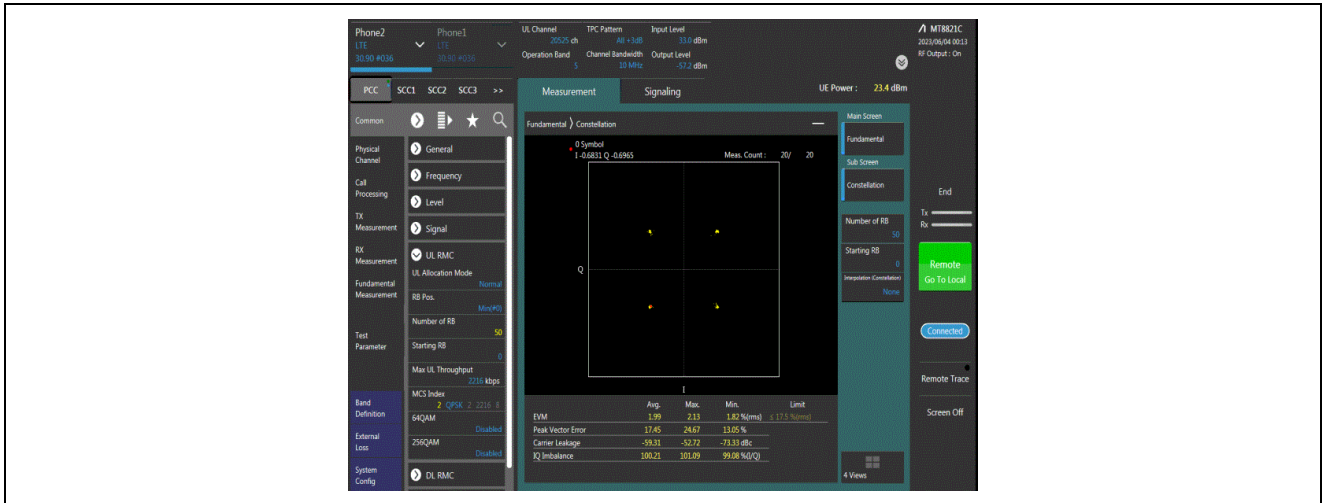 Phone2
LTE
30.90 #036
Phone1
LTE
30.90 #036
UL Channel
20525 ch
TPC Pattern
All +3dB
Input Level
33.0 dBm
Operation Band
5
Channel Bandwidth
10 MHz
Output Level
-57.2 dBm
MT8821C
2023/06/04 00:13
RF Output : On
PCC SCC1 SCC2 SCC3 >>
Measurement
Signaling
UE Power : 23.4 dBm
Common
Physical
Channel
Call
Processing
TX
Measurement
RX
Measurement
Fundamental
Measurement
Test
Parameter
Band
Definition
External
Loss
System
Config
General
Frequency
Level
Signal
UL RMC
UL Allocation Mode
Normal
RB Pos.
Min(#0)
Number of RB
50
Starting RB
0
Max UL Throughput
2216 kbps
MCS Index
2 QPSK 2 2216 8
64QAM
Disabled
256QAM
Disabled
DL RMC
Fundamental ⟩ Constellation
0 Symbol
I -0.6831 Q -0.6965
Meas. Count : 20/ 20
Q
I
Avg. Max. Min. Limit
EVM 1.99 2.13 1.82 %(rms) ≤ 17.5 %(rms)
Peak Vector Error 17.45 24.67 13.05 %
Carrier Leakage -59.31 -52.72 -73.33 dBc
IQ Imbalance 100.21 101.09 99.08 %(I/Q)
Main Screen
Fundamental
Sub Screen
Constellation
Number of RB
50
Starting RB
0
Interpolation (Constellation)
None
4 Views
End
Tx
Rx
Remote
Go To Local
Connected
Remote Trace
Screen Off